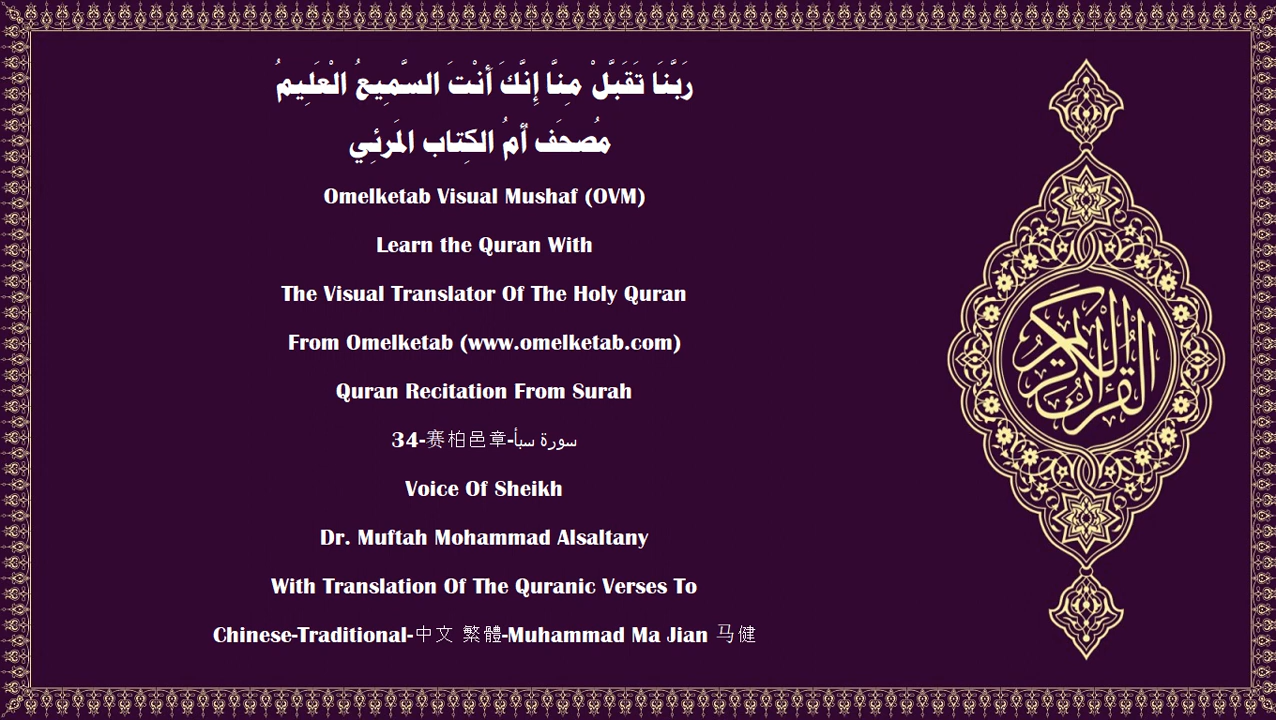 رَبَّنَا تَقَبَّلْ مِنَّا إِنَّكَ أَنْتَ السَّمِيعُ الْعَلِيمُ
مُصحَف أمُ الكِتاب المَرئِي
Omelketab Visual Mushaf (OVM)
Learn the Quran With
The Visual Translator Of The Holy Quran
From Omelketab (www.omelketab.com)
Quran Recitation From Surah
34-赛柏邑章-سورة سبأ
Voice Of Sheikh
Dr. Muftah Mohammad Alsaltany
With Translation Of The Quranic Verses To
Chinese-Traditional-中文 繁體-Muhammad Ma Jian 马健
القرآن الكريم